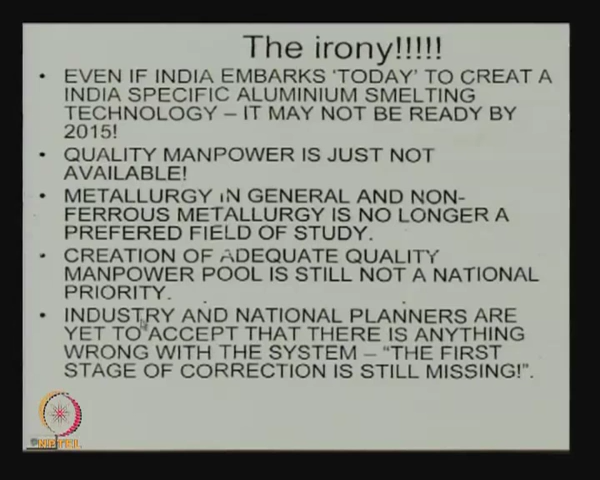 The irony!!!!!
• EVEN IF INDIA EMBARKS 'TODAY' TO CREAT A
INDIA SPECIFIC ALUMINIUM SMELTING
TECHNOLOGY – IT MAY NOT BE READY BY
2015!
• QUALITY MANPOWER IS JUST NOT
AVAILABLE!
• METALLURGY IN GENERAL AND NON-
FERROUS METALLURGY IS NO LONGER A
PREFERED FIELD OF STUDY.
• CREATION OF ADEQUATE QUALITY
MANPOWER POOL IS STILL NOT A NATIONAL
PRIORITY.
• INDUSTRY AND NATIONAL PLANNERS ARE
YET TO ACCEPT THAT THERE IS ANYTHING
WRONG WITH THE SYSTEM – "THE FIRST
STAGE OF CORRECTION IS STILL MISSING!".
NPTEL